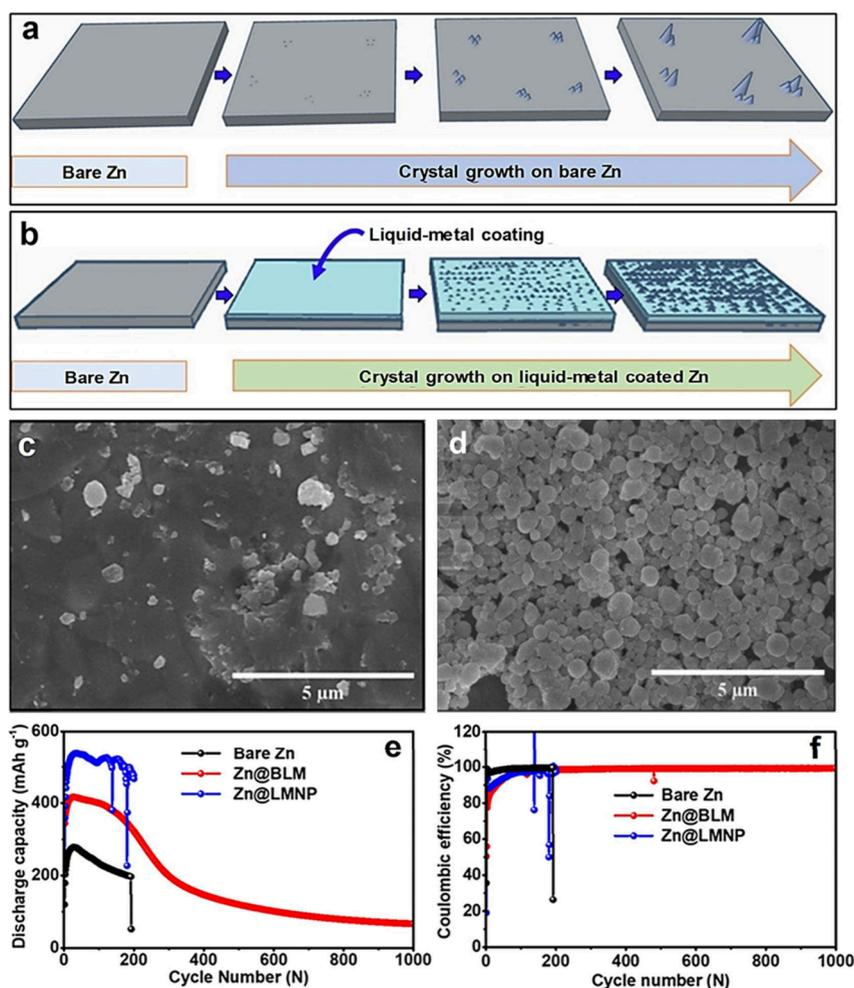 a
Bare Zn
Crystal growth on bare Zn
b
Liquid-metal coating
Bare Zn
Crystal growth on liquid-metal coated Zn
c
5 μm
d
5 μm
e
Discharge capacity (mAh g⁻¹)
600
400
200
0
Bare Zn
Zn@BLM
Zn@LMNP
0 200 400 600 800 1000
Cycle Number (N)
f
Coulombic efficiency (%)
120
100
80
60
40
20
0
Bare Zn
Zn@BLM
Zn@LMNP
0 200 400 600 800 1000
Cycle number (N)